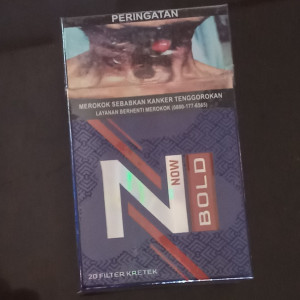 PERINGATAN
MEROKOK SEBABKAN KANKER TENGGOROKAN
LAYANAN BERHENTI MEROKOK (0800-177-6565)
N
NOW
BOLD
20 FILTER KRETEK